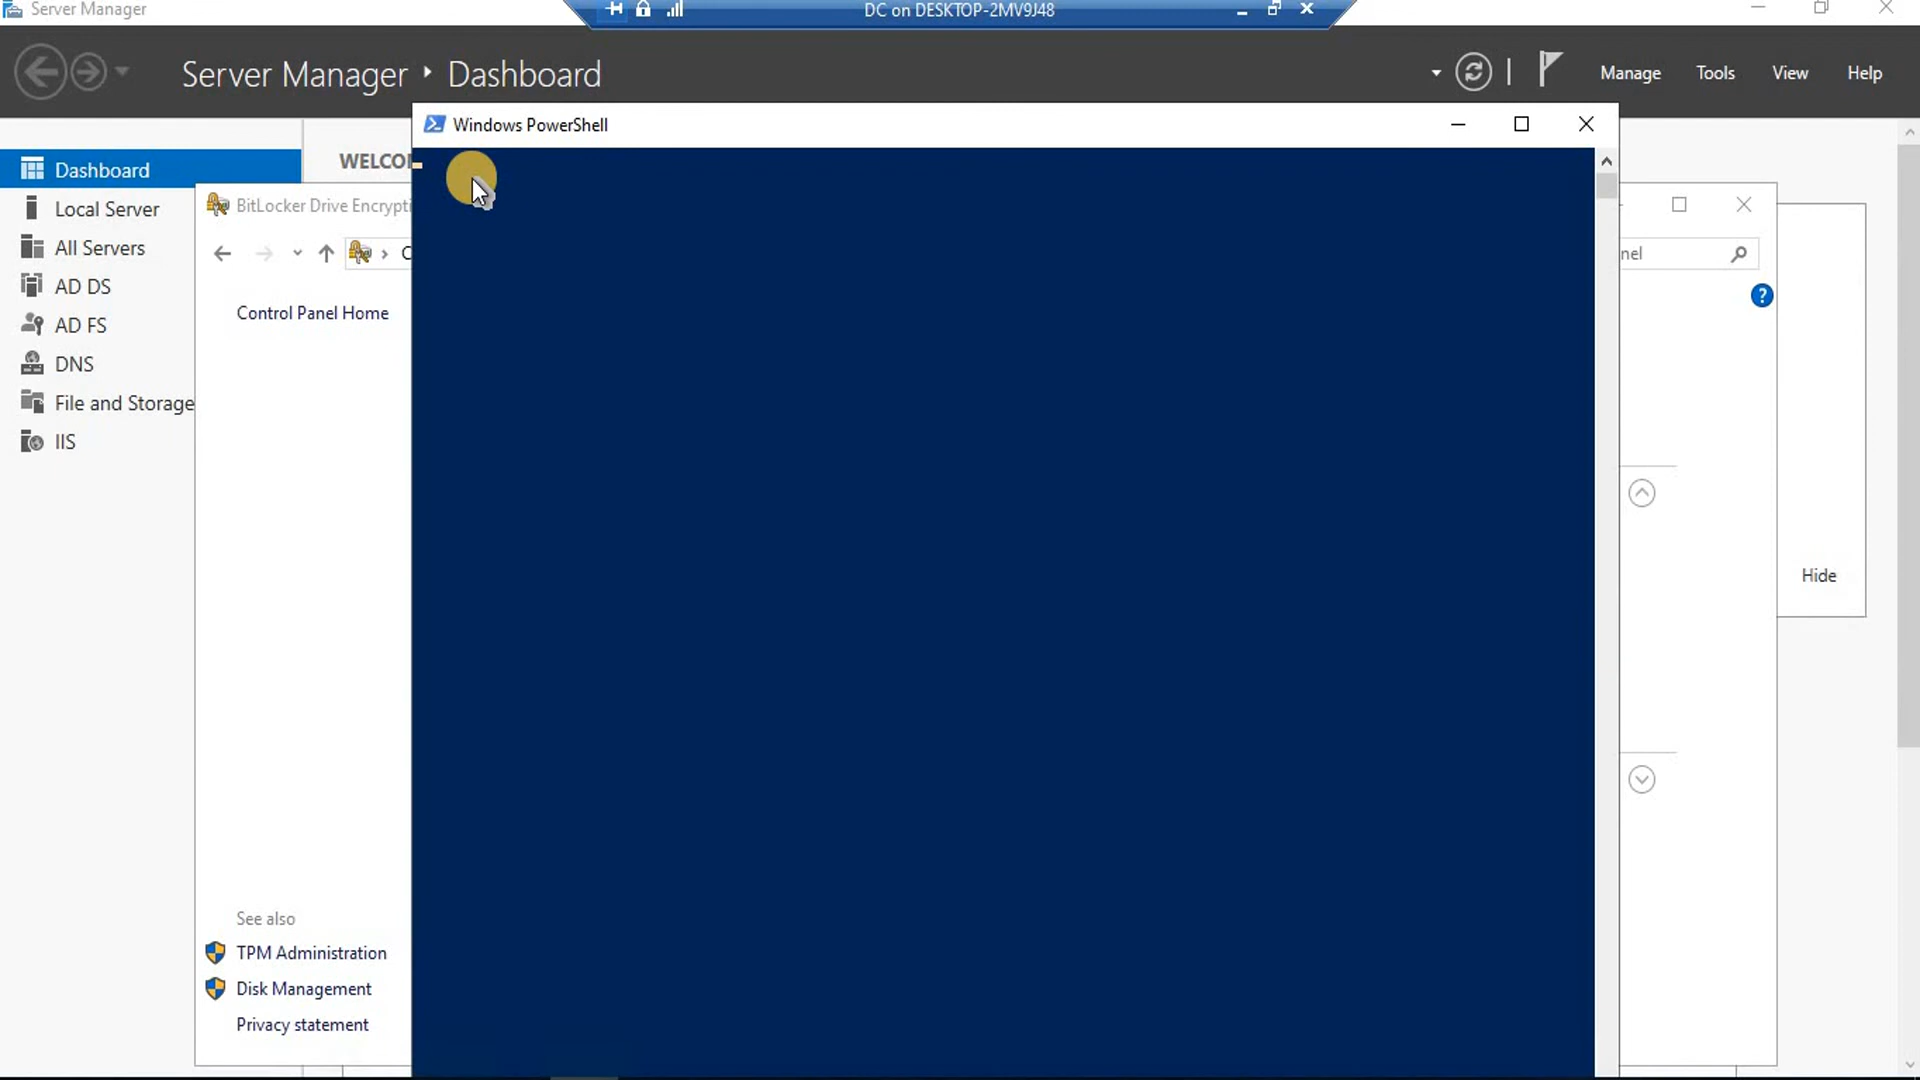 Server Manager
DC on DESKTOP-2MV9J48
Server Manager
Dashboard
Manage
Tools
View
Help
Windows PowerShell
Dashboard
Local Server
All Servers
AD DS
AD FS
DNS
File and Storage
IIS
WELCO
BitLocker Drive Encrypti
C
nel
Control Panel Home
Hide
See also
TPM Administration
Disk Management
Privacy statement